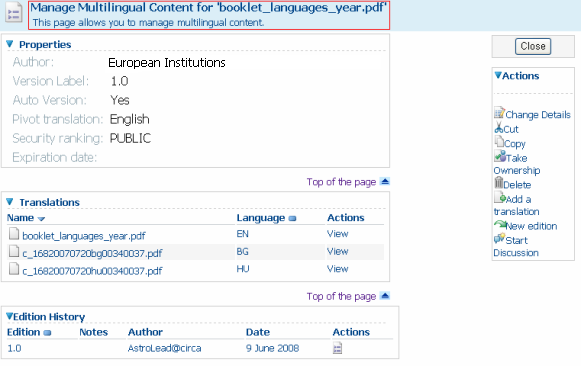 Manage Multilingual Content for 'booklet_languages_year.pdf'
This page allows you to manage multilingual content.
Properties
Author: European Institutions
Version Label: 1.0
Auto Version: Yes
Pivot translation: English
Security ranking: PUBLIC
Expiration date:
Top of the page
Translations
Name Language Actions
booklet_languages_year.pdf EN View
c_16820070720bg00340037.pdf BG View
c_16820070720hu00340037.pdf HU View
Top of the page
Edition History
Edition Notes Author Date Actions
1.0 AstroLead@circa 9 June 2008
Close
Actions
Change Details
Cut
Copy
Take
Ownership
Delete
Add a
translation
New edition
Start
Discussion